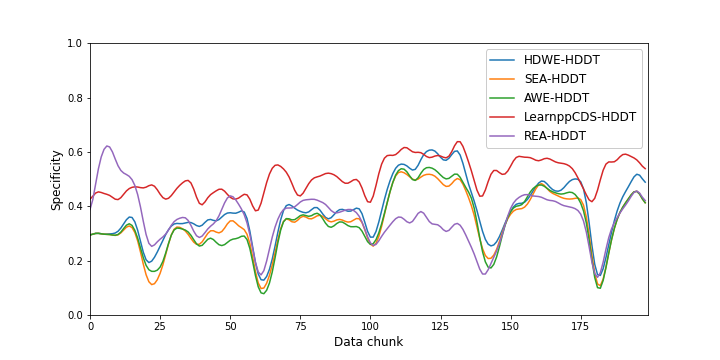 1.0
0.8
0.6
0.4
0.2
0.0
Specificity
0 25 50 75 100 125 150 175
Data chunk
HDWE-HDDT
SEA-HDDT
AWE-HDDT
LearnppCDS-HDDT
REA-HDDT